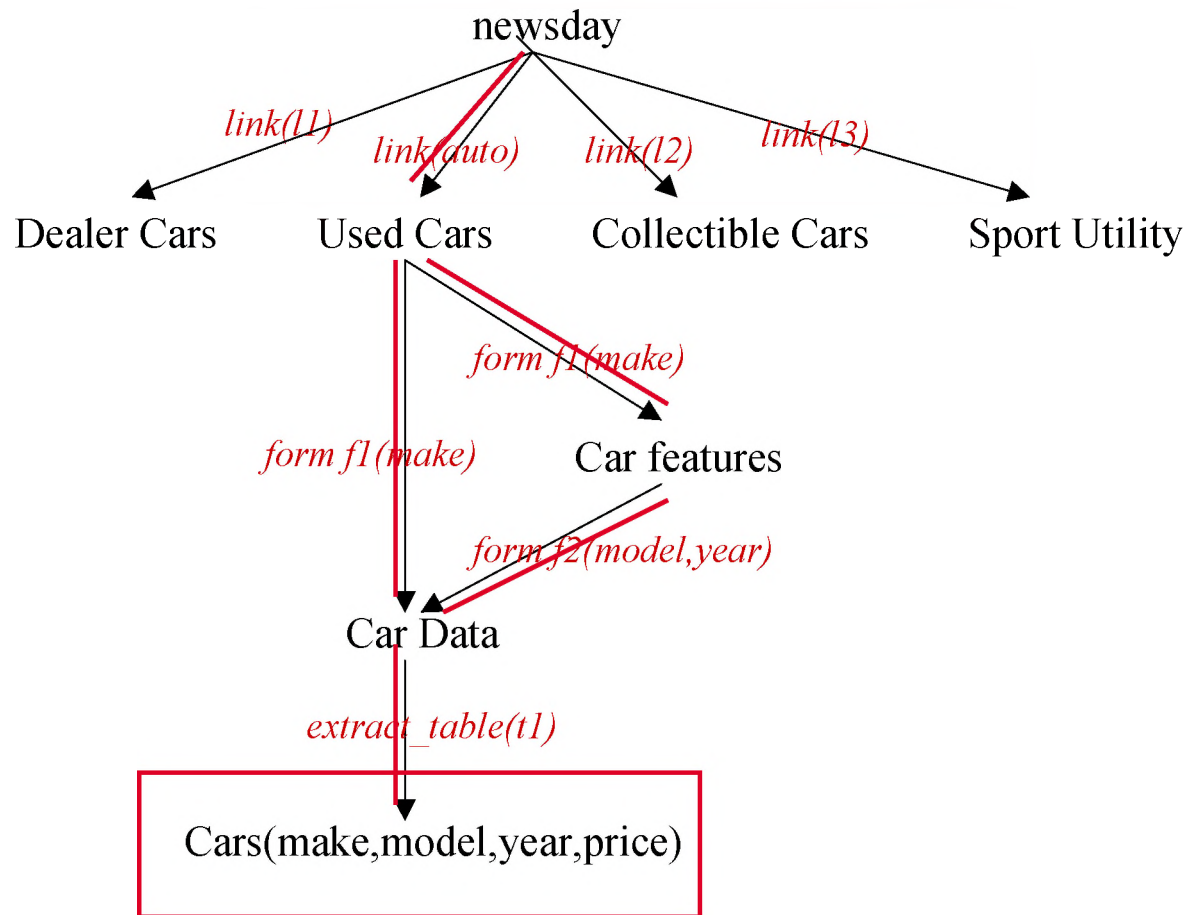 newsday
link(l1)
link(auto)
link(l2)
link(l3)
Dealer Cars
Used Cars
Collectible Cars
Sport Utility
form f1(make)
form f1(make)
Car features
form f2(model,year)
Car Data
extract_table(t1)
Cars(make,model,year,price)